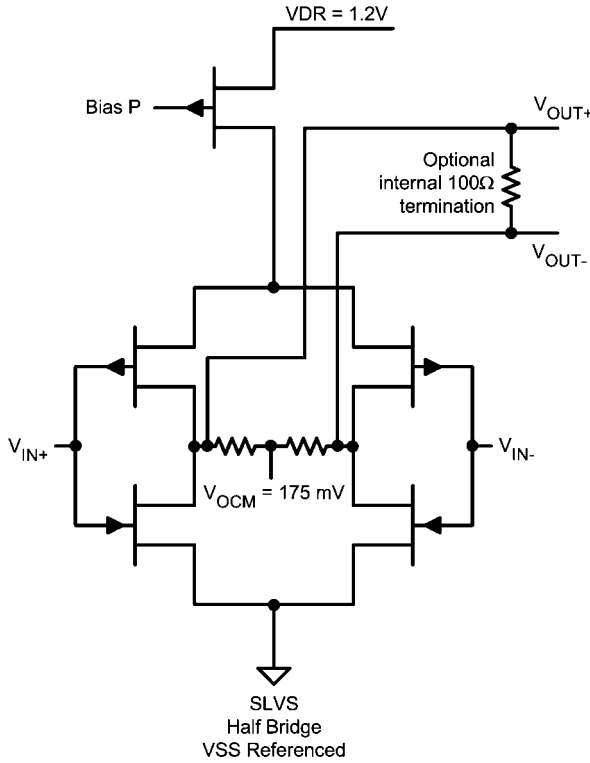 VDR = 1.2V
Bias P
VOUT+
Optional
internal 100Ω
termination
VOUT-
VIN+
VIN-
VOCM = 175 mV
SLVS
Half Bridge
VSS Referenced